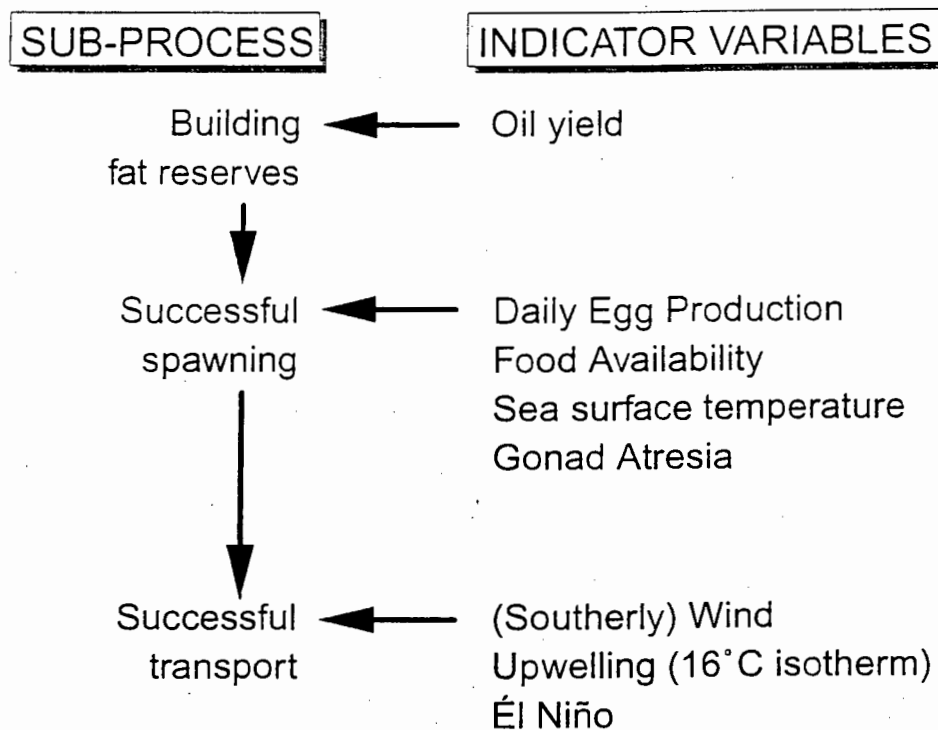 SUB-PROCESS
INDICATOR VARIABLES
Building
fat reserves
Oil yield
Successful
spawning
Daily Egg Production
Food Availability
Sea surface temperature
Gonad Atresia
Successful
transport
(Southerly) Wind
Upwelling (16°C isotherm)
Él Niño